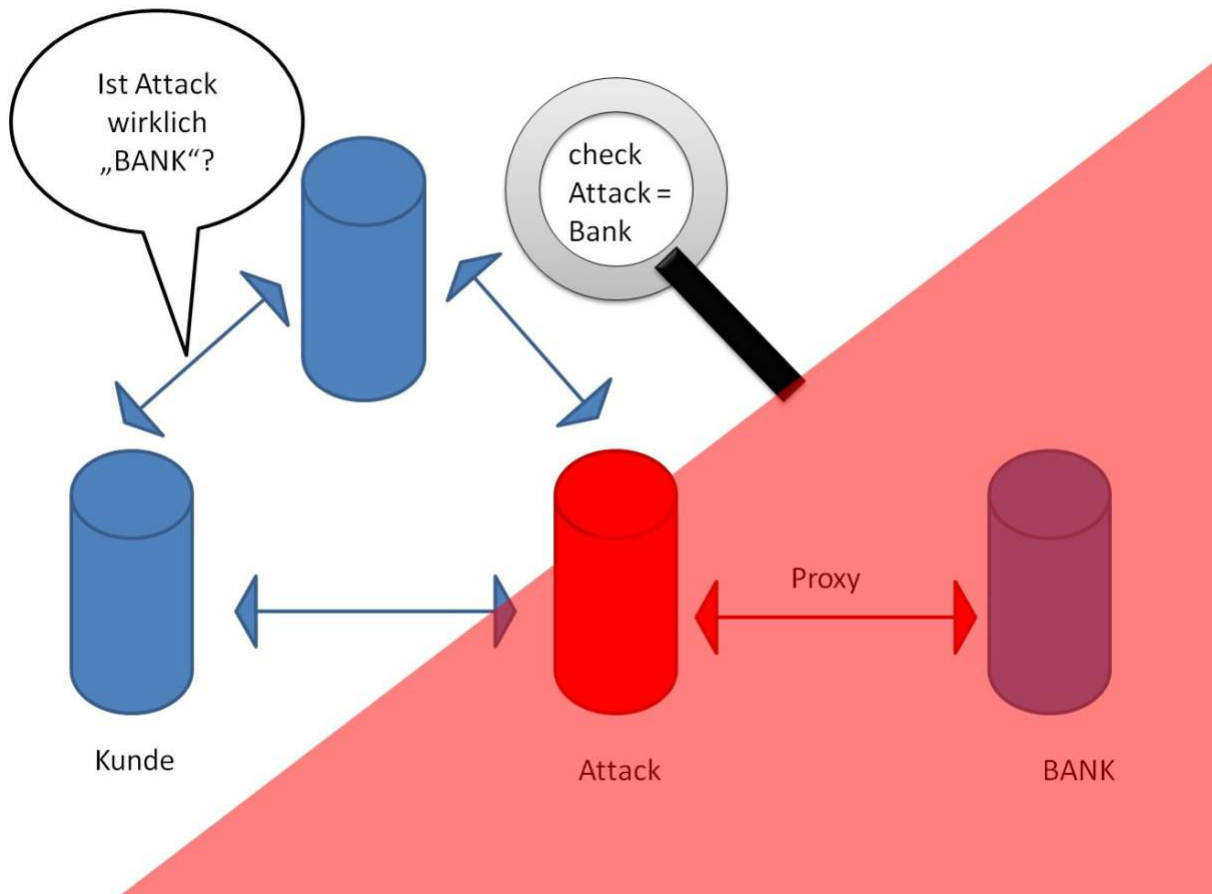 Ist Attack
wirklich
„BANK“?
check
Attack =
Bank
Proxy
Kunde
Attack
BANK